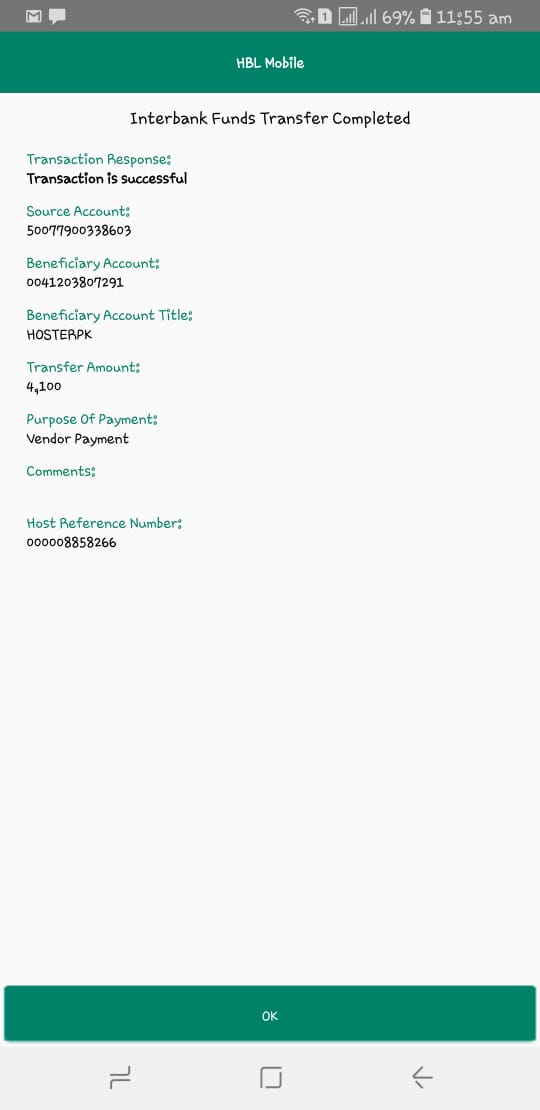 1 69% 11:55 am
HBL Mobile
Interbank Funds Transfer Completed
Transaction Response:
Transaction is successful
Source Account:
50077900338603
Beneficiary Account:
0041203807291
Beneficiary Account Title:
HOSTERPK
Transfer Amount:
4,100
Purpose Of Payment:
Vendor Payment
Comments:
Host Reference Number:
000008858266
OK